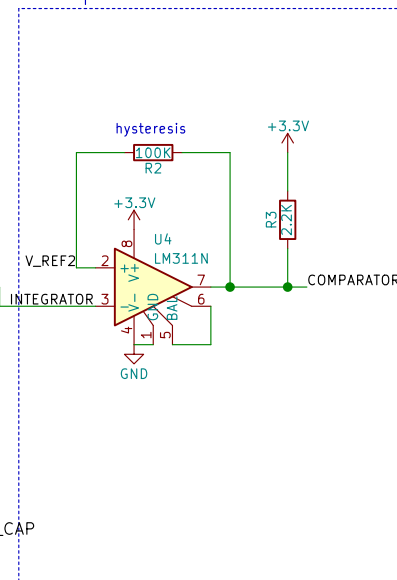 hysteresis
+3.3V
100K
R2
+3.3V
R3
2.2K
U4
LM311N
8
V+
V_REF2
2
+
7
COMPARATOR
INTEGRATOR
3
-
V-
GND
BAL
6
4
1
5
GND
_CAP